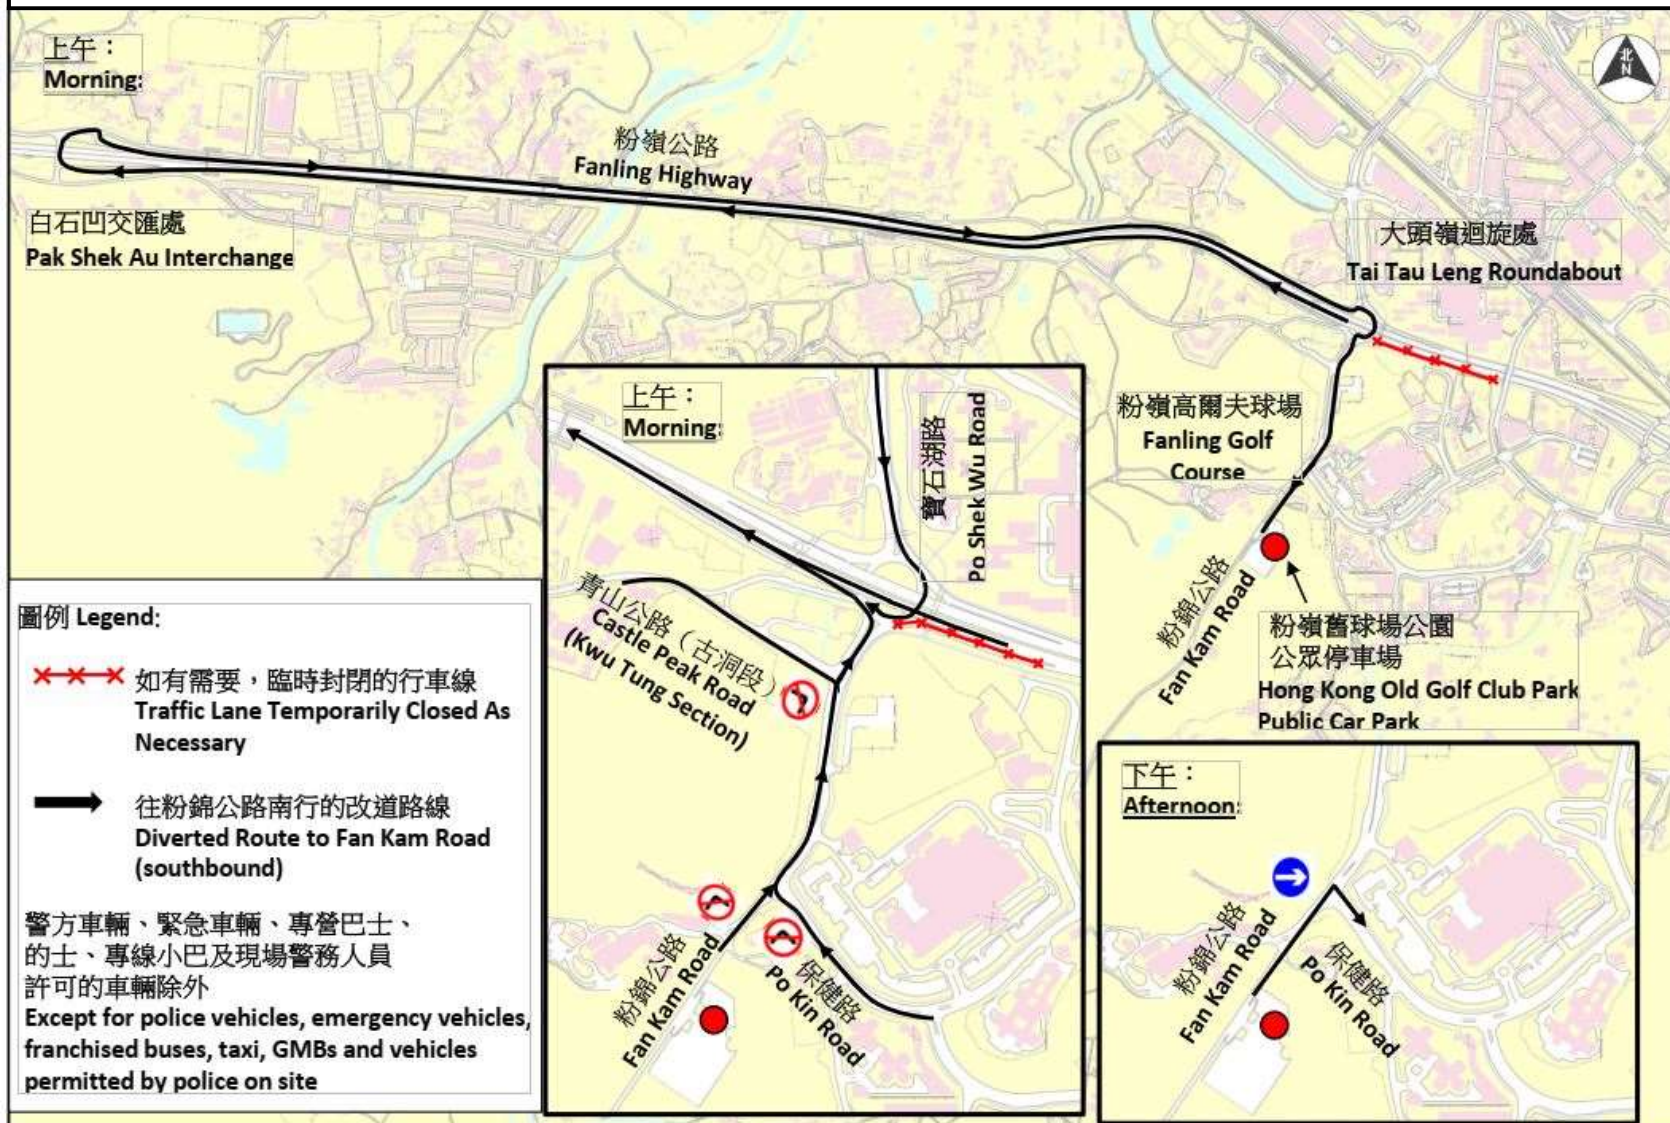 上午：
Morning:
北
N
粉嶺公路
Fanling Highway
白石凹交匯處
Pak Shek Au Interchange
大頭嶺迴旋處
Tai Tau Leng Roundabout
粉嶺高爾夫球場
Fanling Golf
Course
粉錦公路
Fan Kam Road
粉嶺舊球場公園
公眾停車場
Hong Kong Old Golf Club Park
Public Car Park
上午：
Morning:
寶石湖路
Po Shek Wu Road
青山公路（古洞段）
Castle Peak Road
(Kwu Tung Section)
粉錦公路
Fan Kam Road
保健路
Po Kin Road
下午：
Afternoon:
粉錦公路
Fan Kam Road
保健路
Po Kin Road
圖例 Legend:
如有需要，臨時封閉的行車線
Traffic Lane Temporarily Closed As
Necessary
往粉錦公路南行的改道路線
Diverted Route to Fan Kam Road
(southbound)
警方車輛、緊急車輛、專營巴士、
的士、專線小巴及現場警務人員
許可的車輛除外
Except for police vehicles, emergency vehicles,
franchised buses, taxi, GMBs and vehicles
permitted by police on site